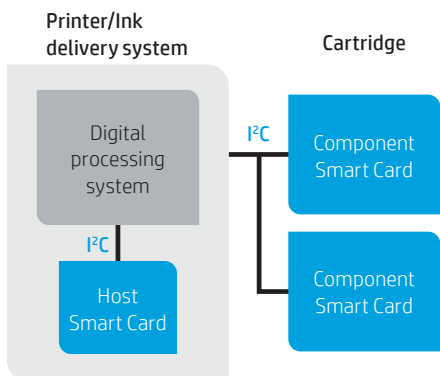 Printer/Ink
delivery system
Cartridge
Digital
processing
system
I²C
Host
Smart Card
I²C
Component
Smart Card
Component
Smart Card